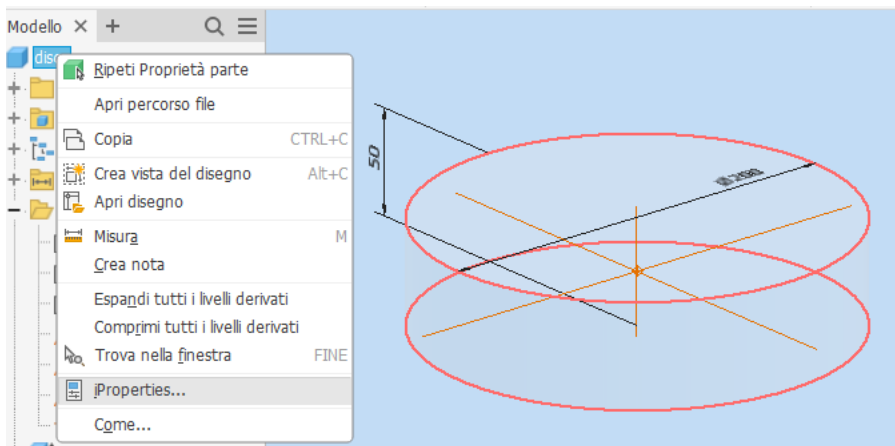 Modello
Ripeti Proprietà parte
Apri percorso file
Copia CTRL+C
Crea vista del disegno Alt+C
Apri disegno
Misura M
Crea nota
Espandi tutti i livelli derivati
Comprimi tutti i livelli derivati
Trova nella finestra FINE
iProperties...
Come...
50